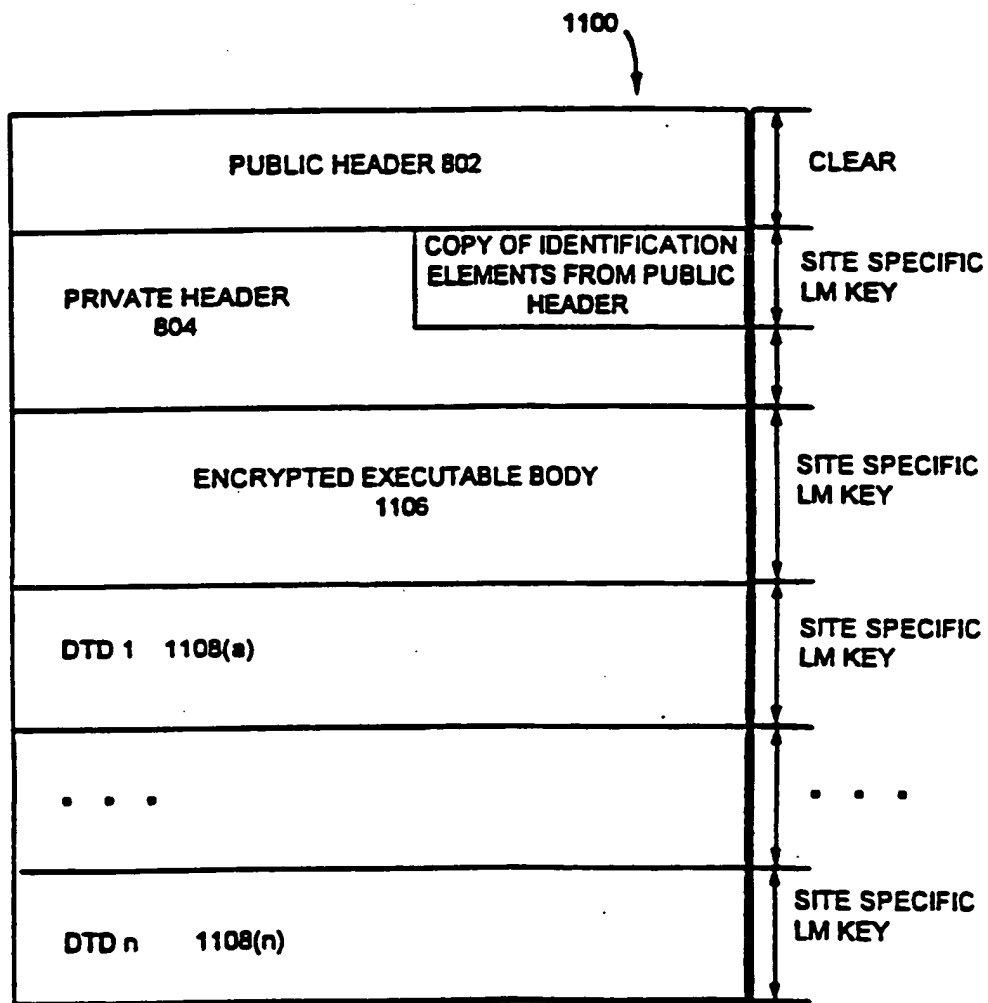 1100
PUBLIC HEADER 802
CLEAR
PRIVATE HEADER
804
COPY OF IDENTIFICATION
ELEMENTS FROM PUBLIC
HEADER
SITE SPECIFIC
LM KEY
ENCRYPTED EXECUTABLE BODY
1106
SITE SPECIFIC
LM KEY
DTD 1 1108(a)
SITE SPECIFIC
LM KEY
. . .
. . .
DTD n 1108(n)
SITE SPECIFIC
LM KEY